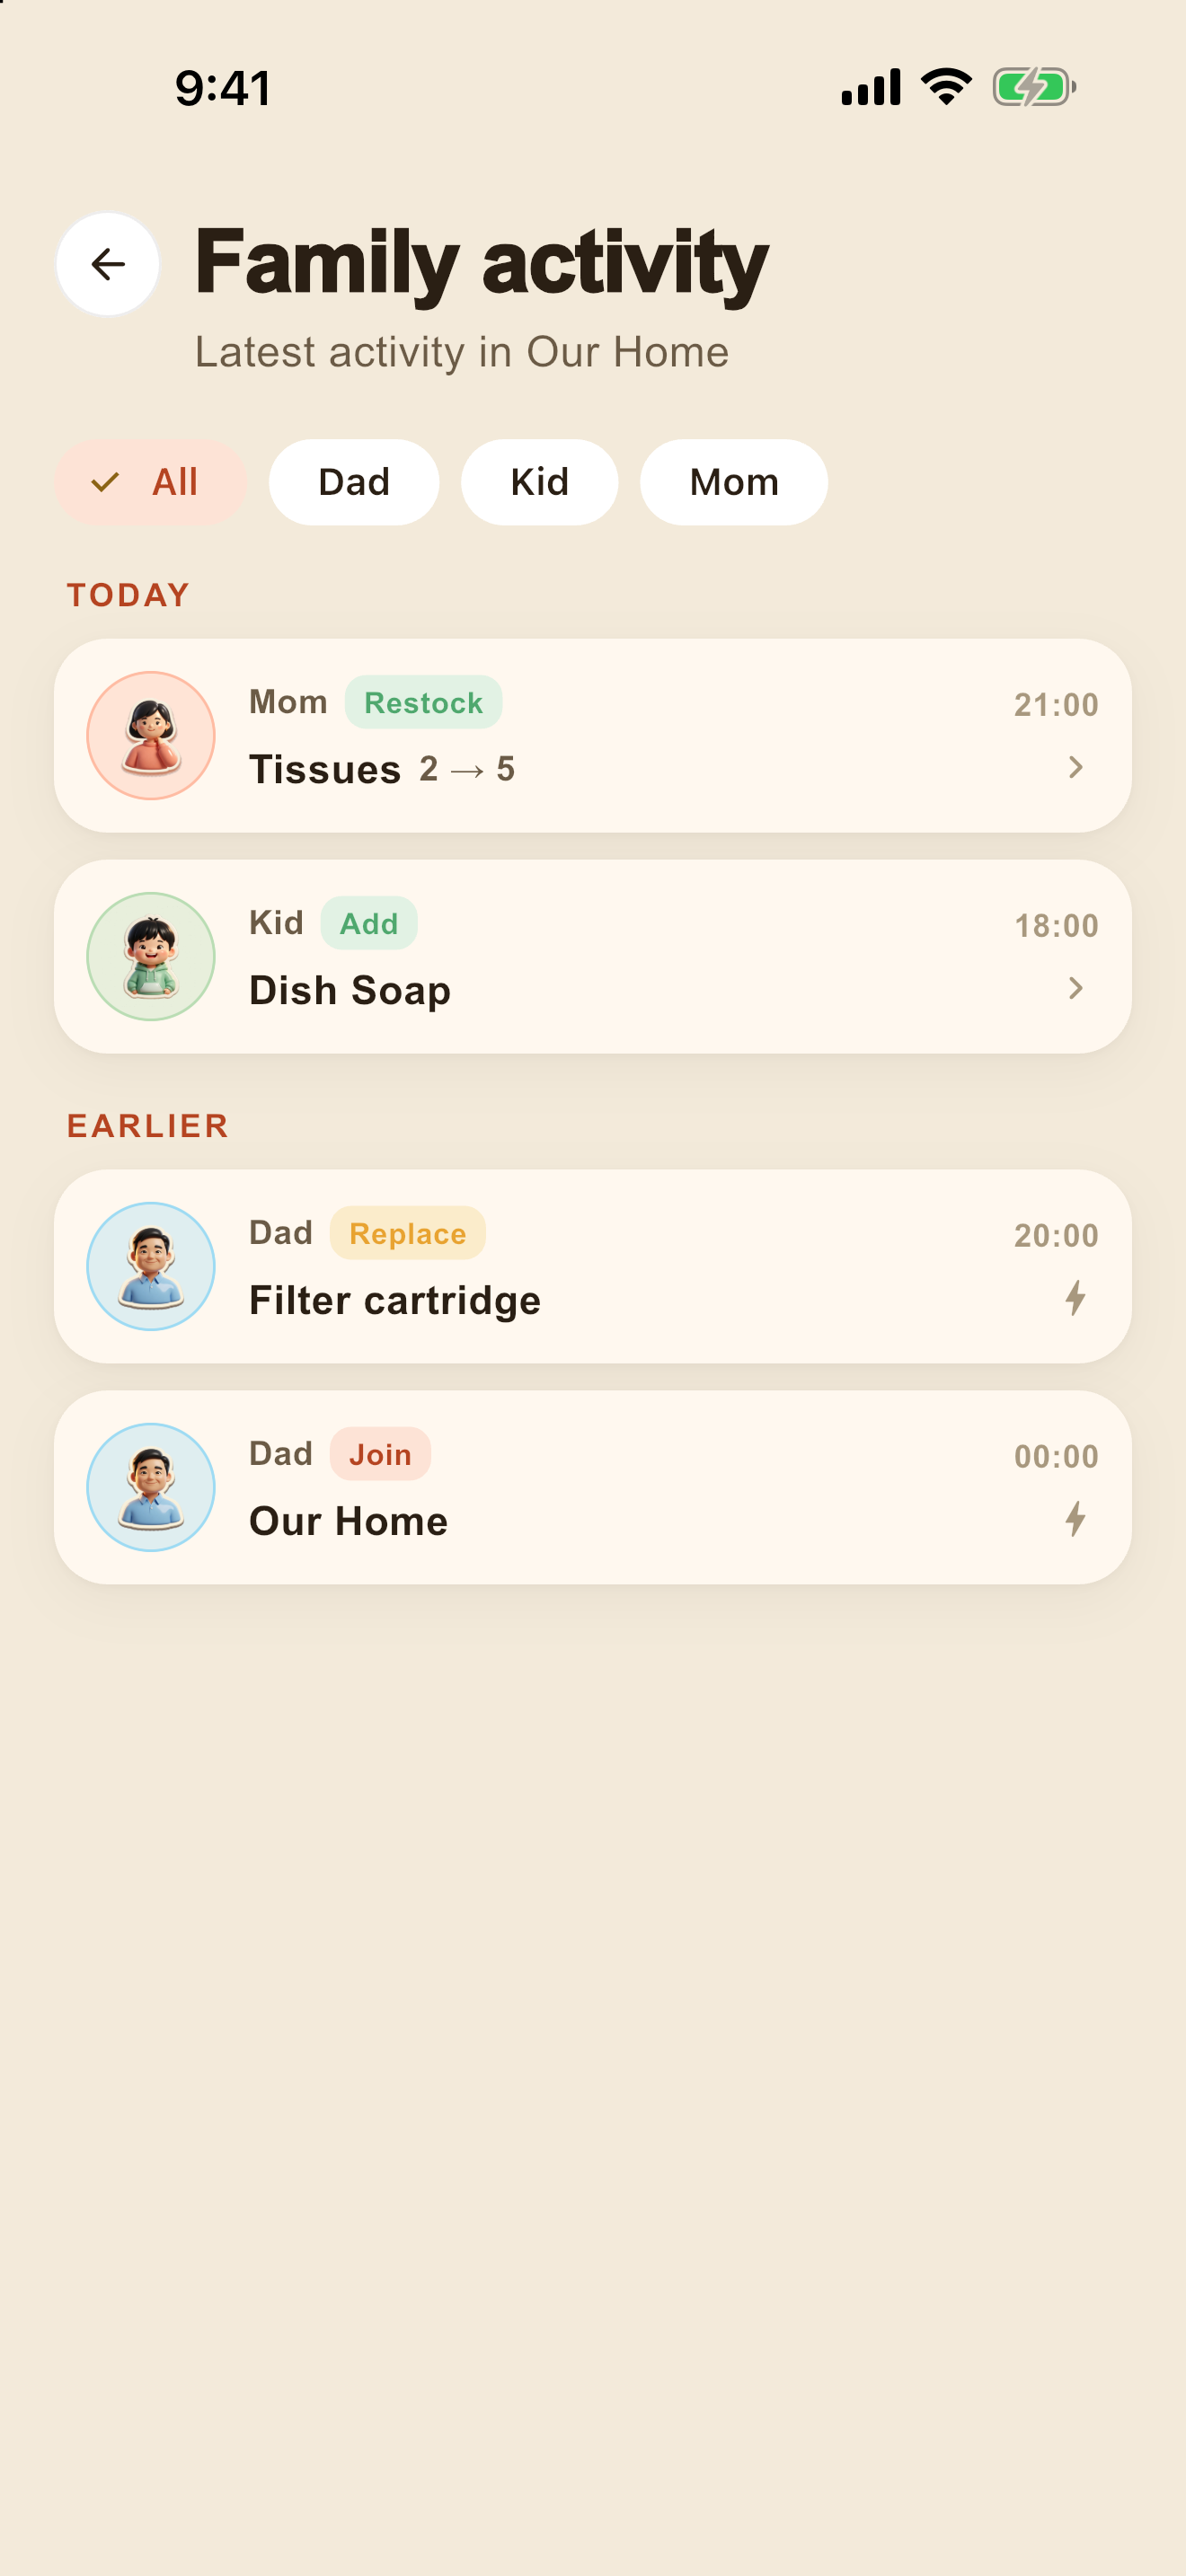 9:41
Family activity
Latest activity in Our Home
All Dad Kid Mom
TODAY
Mom Restock 21:00
Tissues 2 → 5
Kid Add 18:00
Dish Soap
EARLIER
Dad Replace 20:00
Filter cartridge
Dad Join 00:00
Our Home